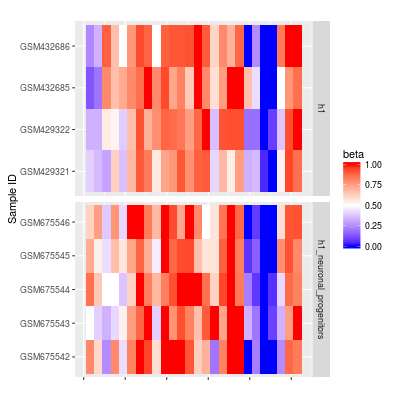 GSM432686
GSM432685
GSM429322
GSM429321
h1
GSM675546
GSM675545
GSM675544
GSM675543
GSM675542
h1_neuronal_progenitors
Sample ID
beta
1.00
0.75
0.50
0.25
0.00